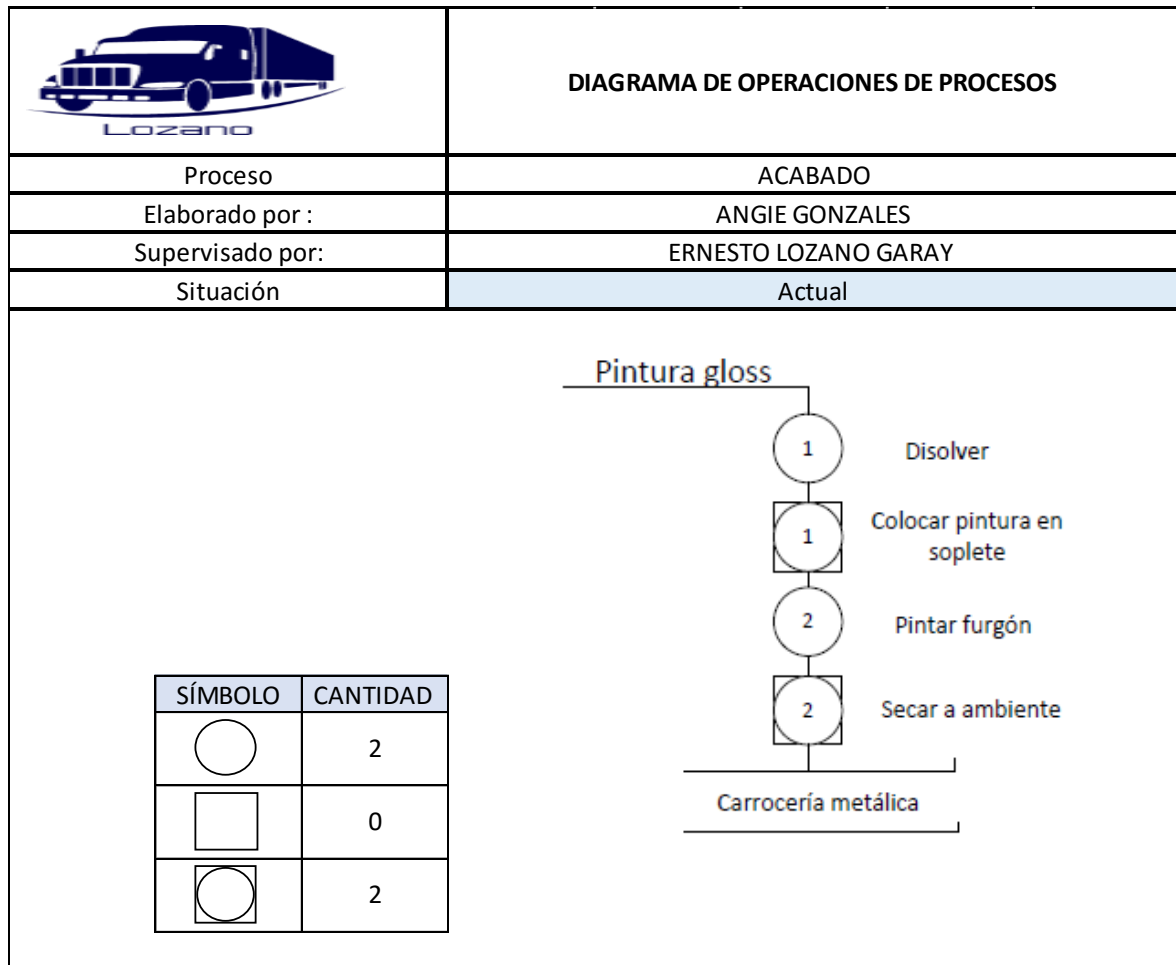 Lozano
DIAGRAMA DE OPERACIONES DE PROCESOS
Proceso ACABADO
Elaborado por : ANGIE GONZALES
Supervisado por: ERNESTO LOZANO GARAY
Situación Actual
Pintura gloss
1 Disolver
1 Colocar pintura en
soplete
2 Pintar furgón
2 Secar a ambiente
Carrocería metálica
SÍMBOLO CANTIDAD
2
0
2